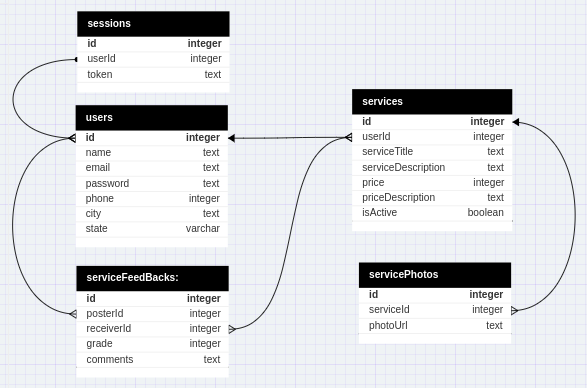 sessions
id integer
userId integer
token text
users
id integer
name text
email text
password text
phone integer
city text
state varchar
serviceFeedBacks:
id integer
posterId integer
receiverId integer
grade integer
comments text
services
id integer
userId integer
serviceTitle text
serviceDescription text
price integer
priceDescription text
isActive boolean
servicePhotos
id integer
serviceId integer
photoUrl text